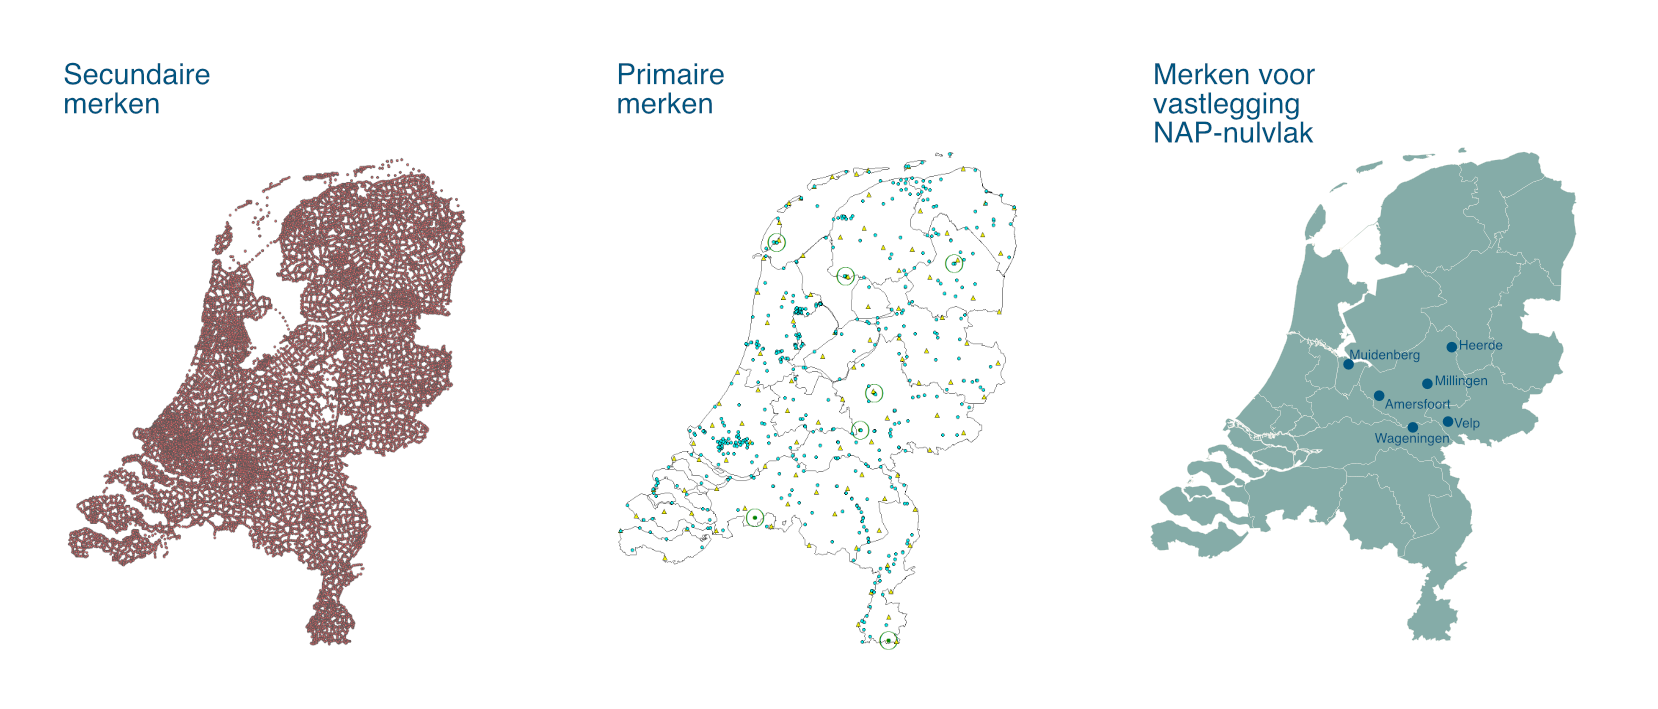 Secundaire
merken
Primaire
merken
Merken voor
vastlegging
NAP-nulvlak
Heerde
Muidenberg
Millingen
Amersfoort
Velp
Wageningen